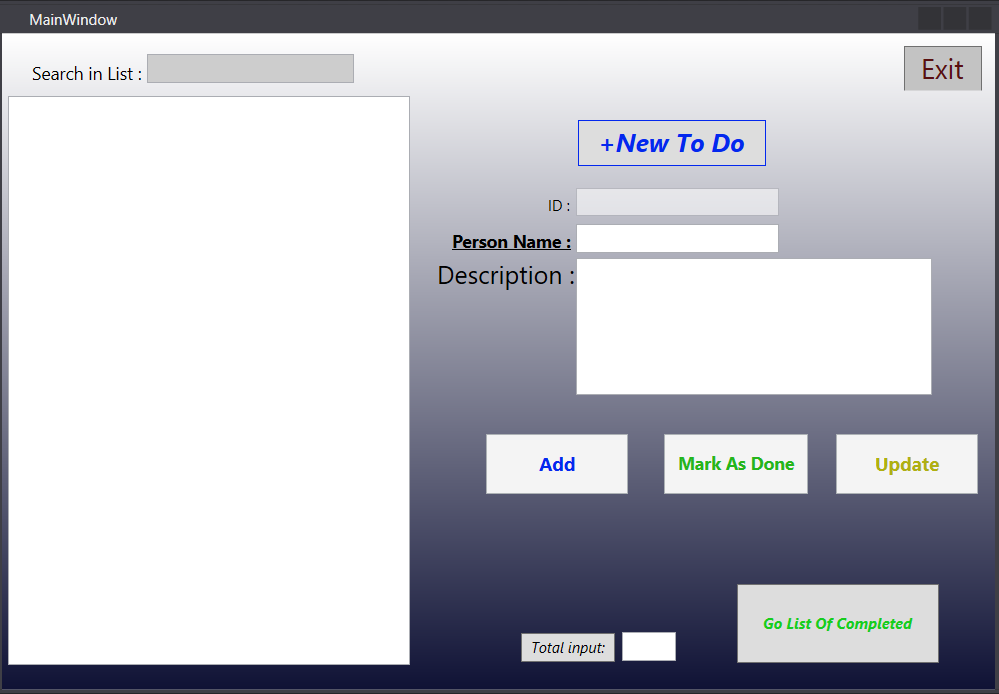 MainWindow
Search in List :
Exit
+New To Do
ID :
Person Name :
Description :
Add
Mark As Done
Update
Go List Of Completed
Total input: